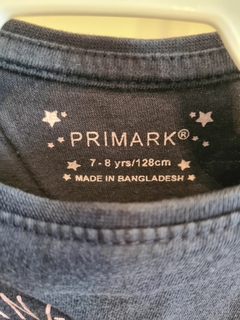 PRIMARK®
7 - 8 yrs/128cm
MADE IN BANGLADESH